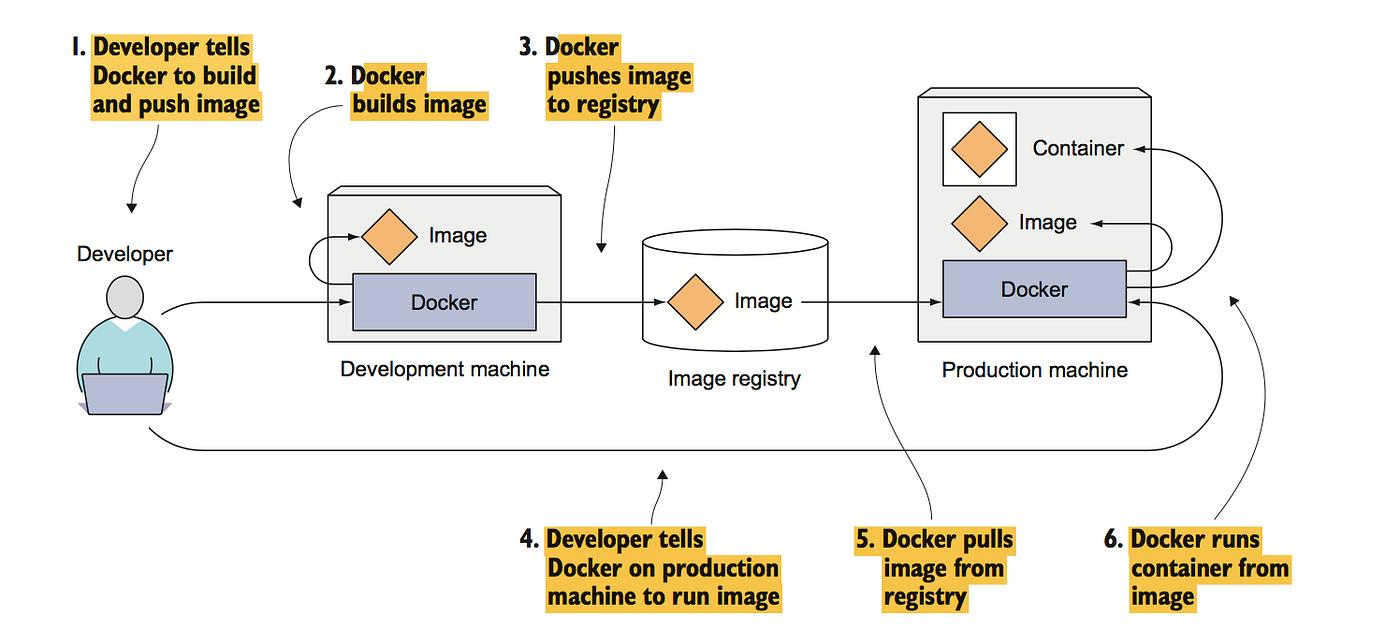 1. Developer tells
Docker to build
and push image
2. Docker
builds image
3. Docker
pushes image
to registry
Developer
Image
Docker
Development machine
Image
Image registry
Container
Image
Docker
Production machine
4. Developer tells
Docker on production
machine to run image
5. Docker pulls
image from
registry
6. Docker runs
container from
image